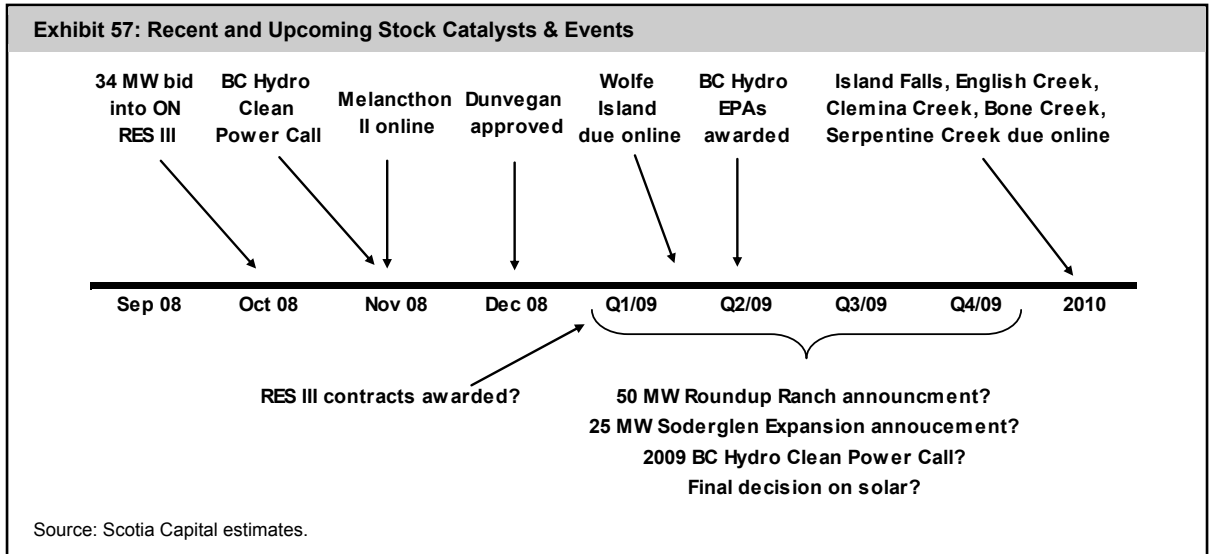 Exhibit 57: Recent and Upcoming Stock Catalysts & Events
34 MW bid
into ON
RES III
BC Hydro
Clean
Power Call
Melancthon
II online
Dunvegan
approved
Wolfe
Island
due online
BC Hydro
EPAs
awarded
Island Falls, English Creek,
Clemina Creek, Bone Creek,
Serpentine Creek due online
Sep 08 Oct 08 Nov 08 Dec 08 Q1/09 Q2/09 Q3/09 Q4/09 2010
RES III contracts awarded?
50 MW Roundup Ranch announcment?
25 MW Soderglen Expansion annoucement?
2009 BC Hydro Clean Power Call?
Final decision on solar?
Source: Scotia Capital estimates.